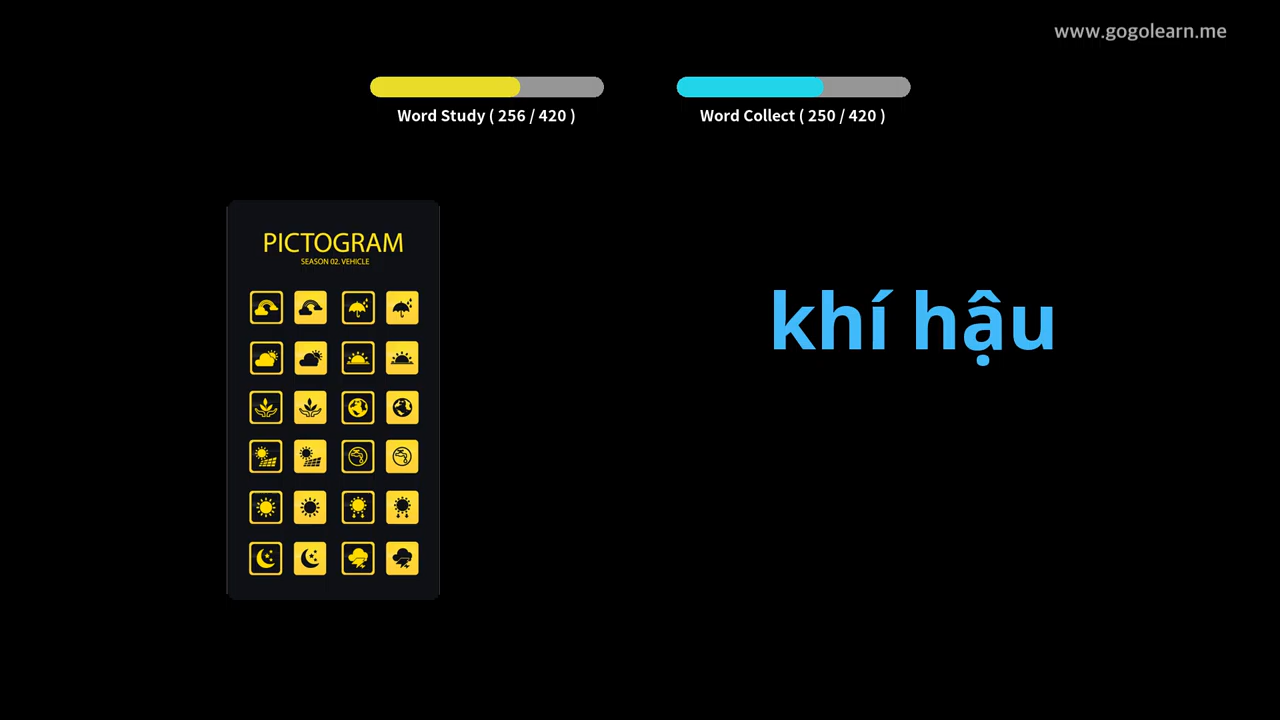 www.gogolearn.me
Word Study ( 256 / 420 )
Word Collect ( 250 / 420 )
PICTOGRAM
SEASON 02. VEHICLE
khí hậu